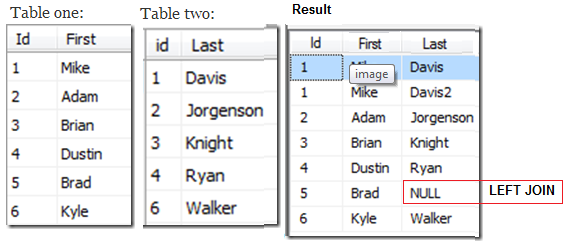 Table one:
Id First
1 Mike
2 Adam
3 Brian
4 Dustin
5 Brad
6 Kyle
Table two:
id Last
1 Davis
2 Jorgenson
3 Knight
4 Ryan
6 Walker
Result
Id First Last
1 Davis
image
1 Mike Davis2
2 Adam Jorgenson
3 Brian Knight
4 Dustin Ryan
5 Brad NULL LEFT JOIN
6 Kyle Walker